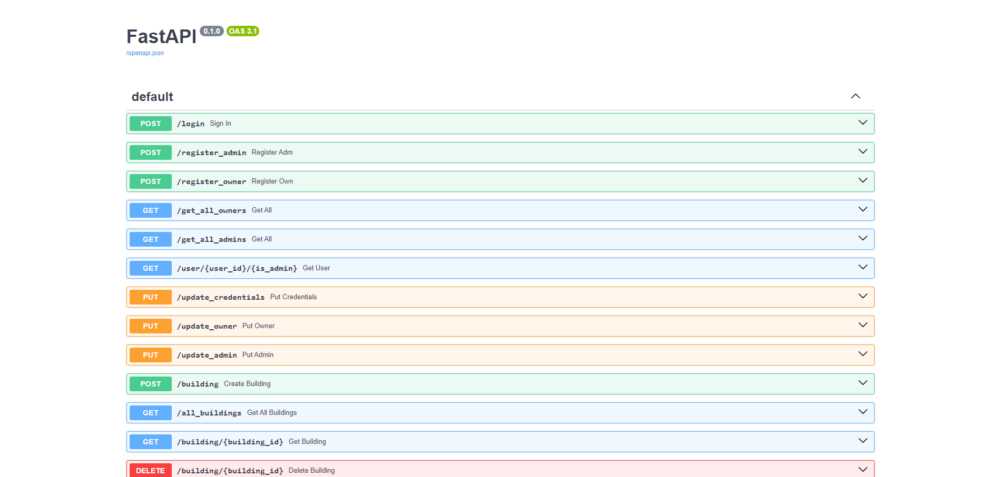 FastAPI 0.1.0 OAS 3.1
/openapi.json
default
POST /login Sign In
POST /register_admin Register Adm
POST /register_owner Register Own
GET /get_all_owners Get All
GET /get_all_admins Get All
GET /user/{user_id}/{is_admin} Get User
PUT /update_credentials Put Credentials
PUT /update_owner Put Owner
PUT /update_admin Put Admin
POST /building Create Building
GET /all_buildings Get All Buildings
GET /building/{building_id} Get Building
DELETE /building/{building_id} Delete Building